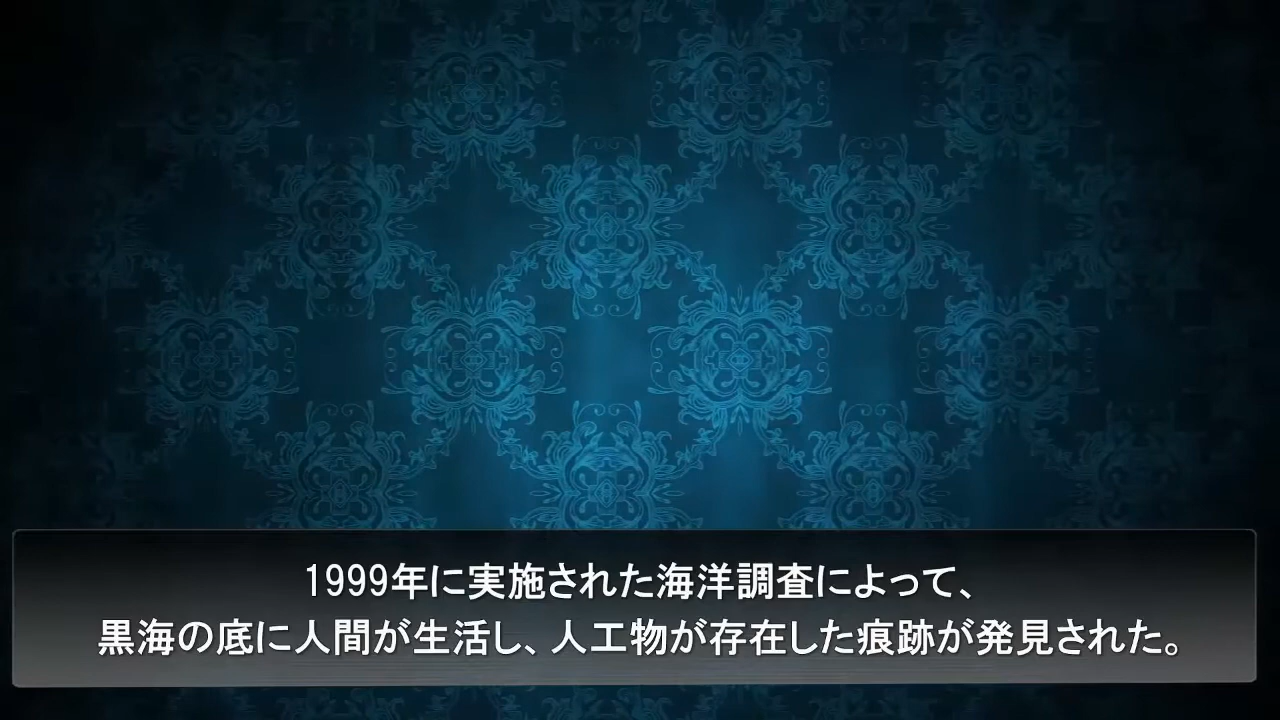 1999年に実施された海洋調査によって、
黒海の底に人間が生活し、人工物が存在した痕跡が発見された。